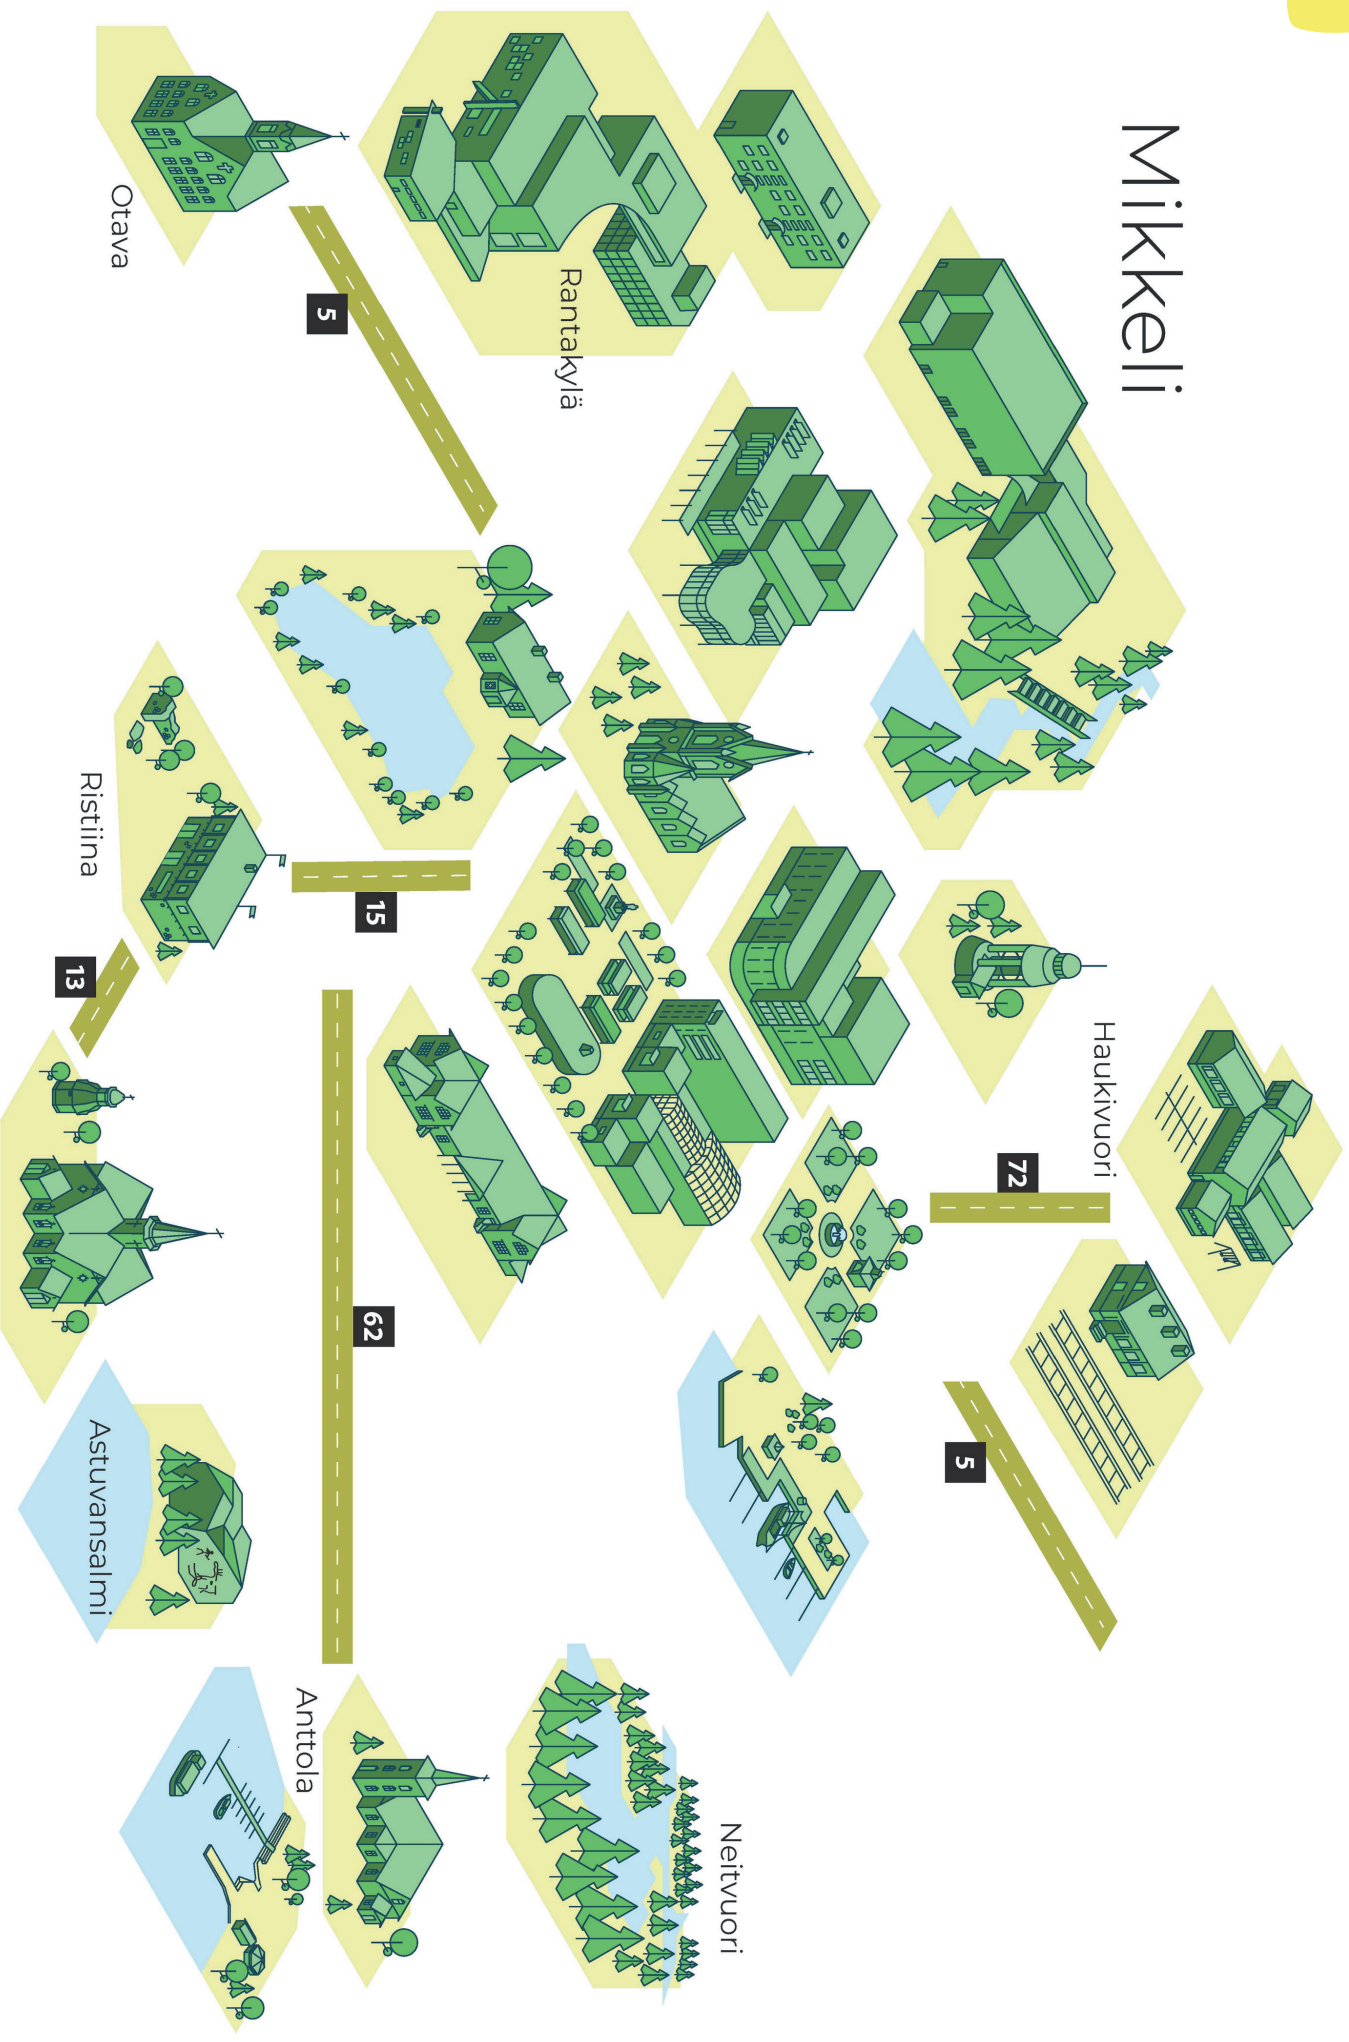 Mikkeli
Haukivuori
72
5
Neitvuori
Rantakylä
15
62
5
Anttola
Otava
Ristiina
Astuvansalmi
13